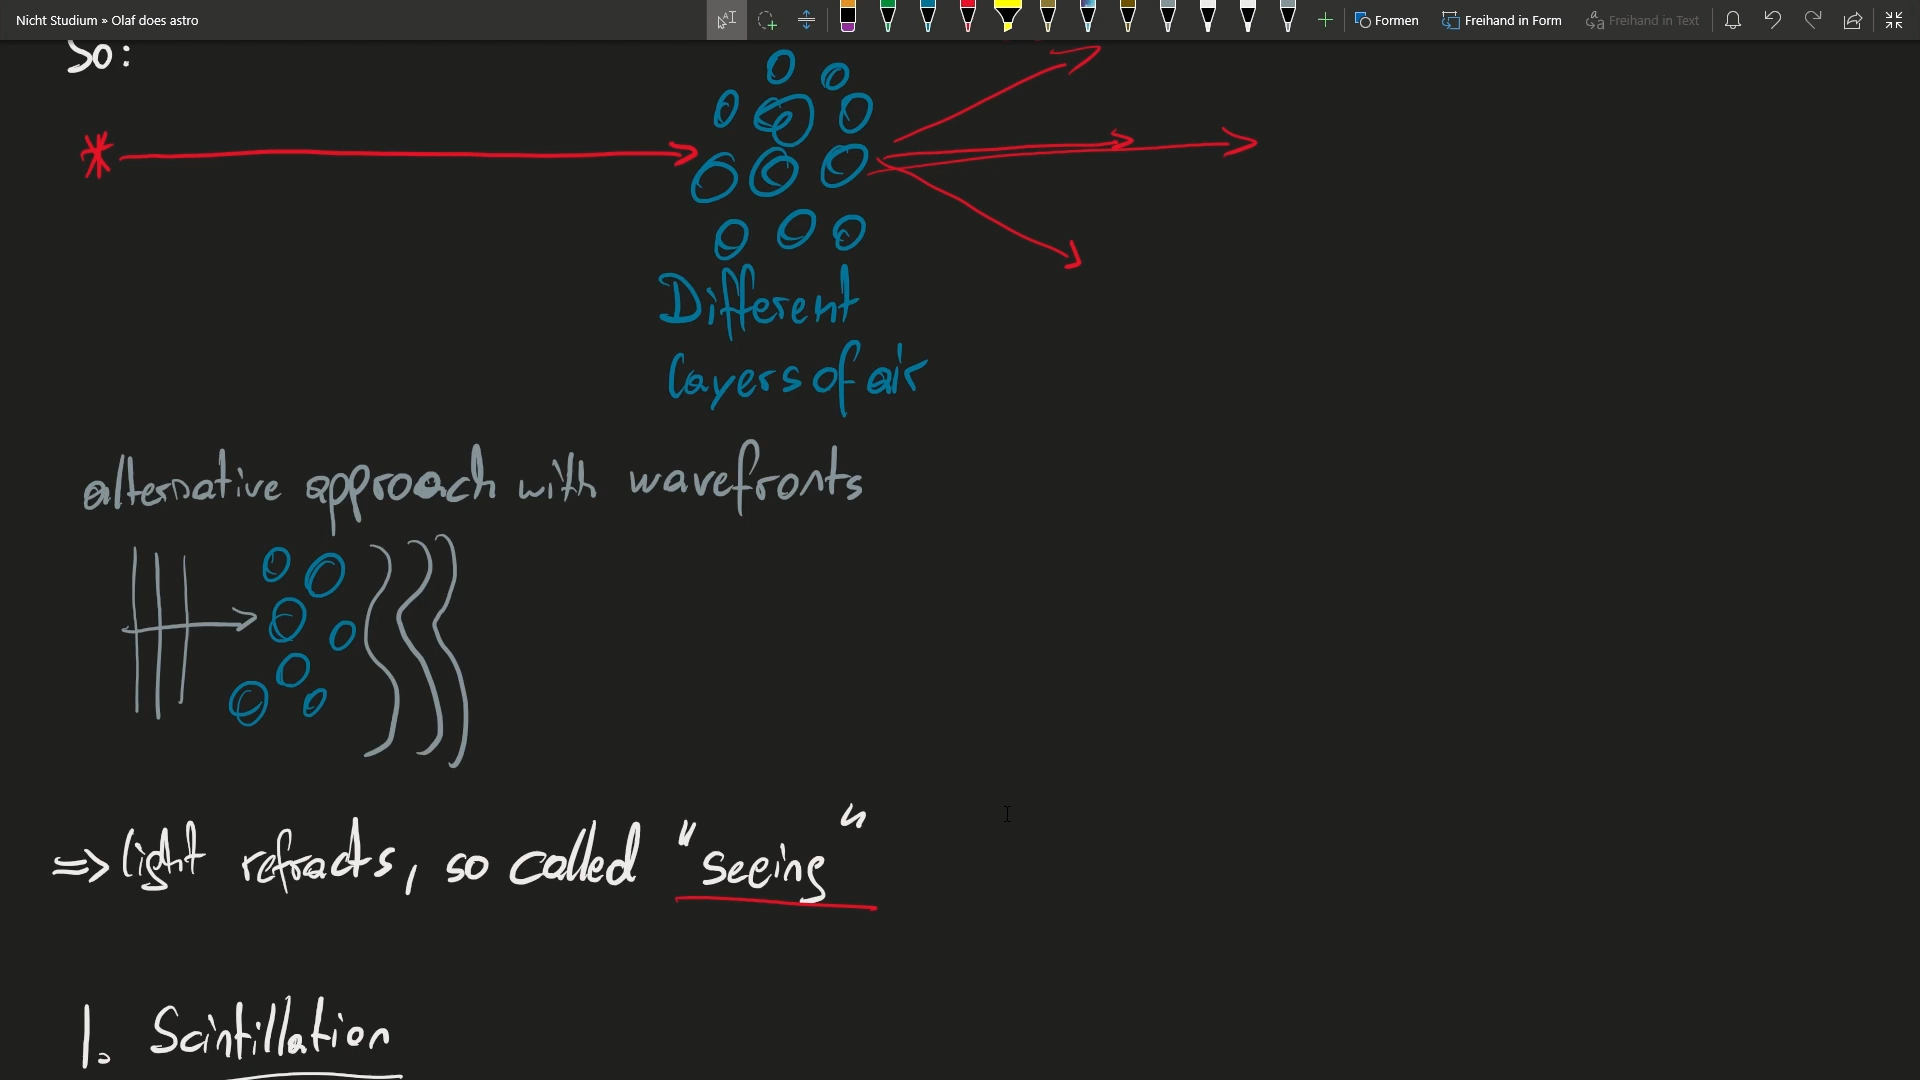 Nicht Studium » Olaf does astro
Formen
Freihand in Form
Freihand in Text
So:
Different
layers of air
alternative approach with wavefronts
=> light refracts, so called "seeing"
1. Scintillation